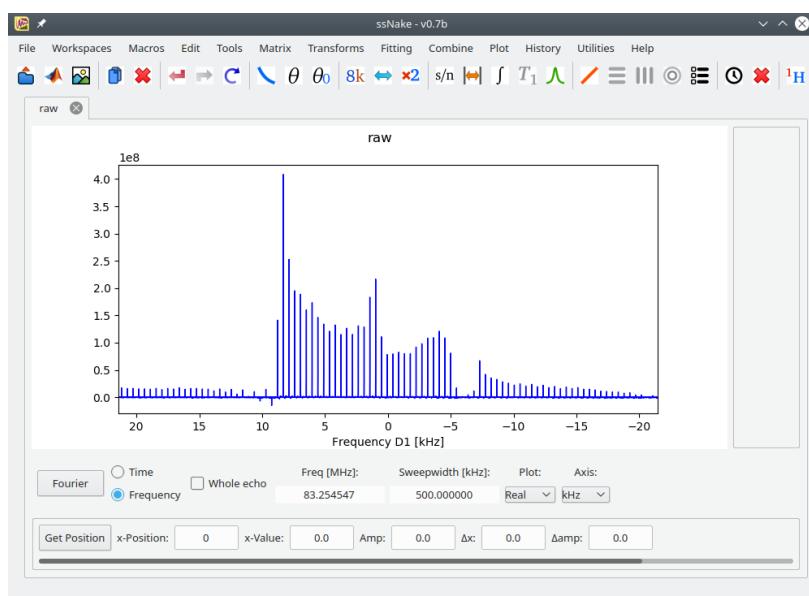 ssNake - v0.7b
File Workspaces Macros Edit Tools Matrix Transforms Fitting Combine Plot History Utilities Help
θ θ0 8k ×2 s/n ∫ T1 1H
raw
raw
1e8
4.0
3.5
3.0
2.5
2.0
1.5
1.0
0.5
0.0
20 15 10 5 0 −5 −10 −15 −20
Frequency D1 [kHz]
Fourier Time Frequency Whole echo
Freq [MHz]: Sweepwidth [kHz]: Plot: Axis:
83.254547 500.000000 Real kHz
Get Position x-Position: 0 x-Value: 0.0 Amp: 0.0 Δx: 0.0 Δamp: 0.0